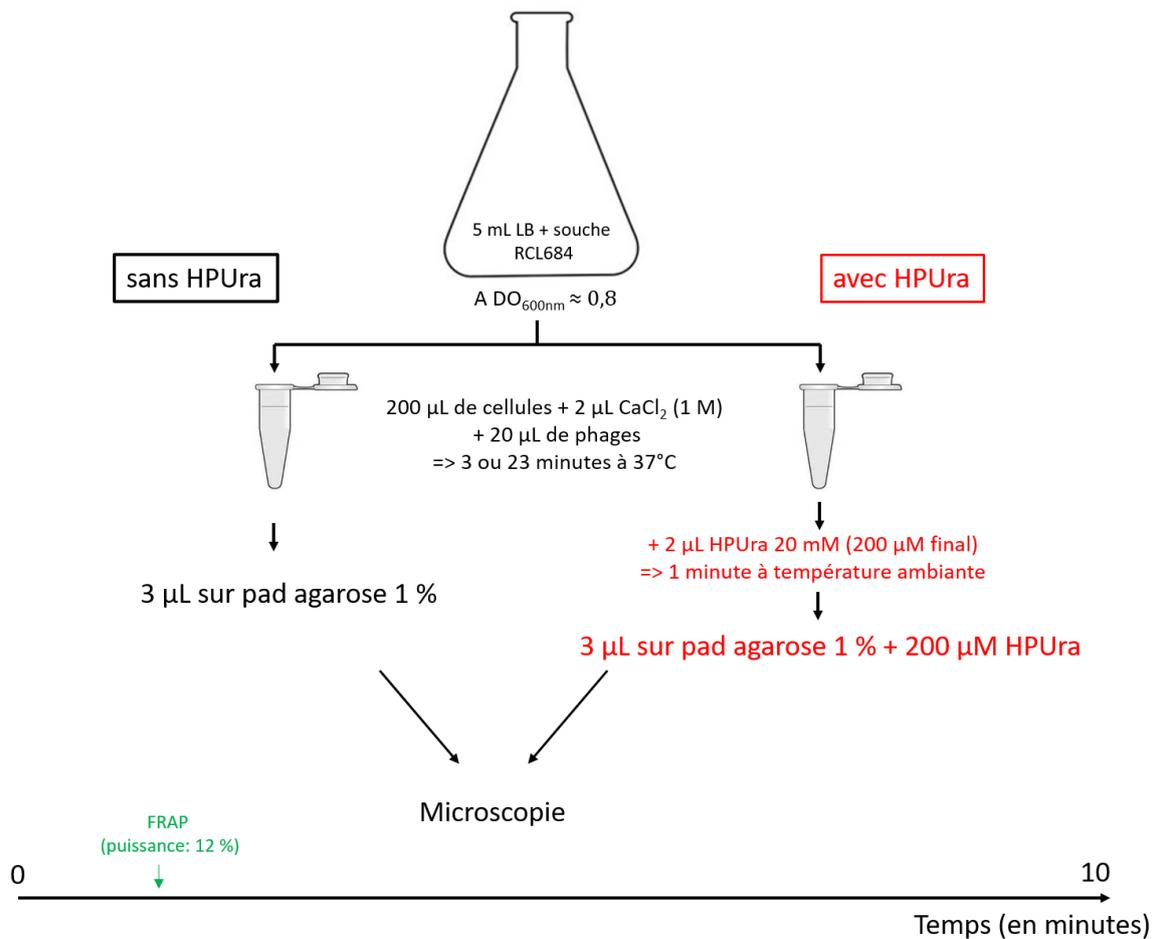 5 mL LB + souche
RCL684
sans HPUra
avec HPUra
A DO600nm ≈ 0,8
200 µL de cellules + 2 µL CaCl2 (1 M)
+ 20 µL de phages
=> 3 ou 23 minutes à 37°C
+ 2 µL HPUra 20 mM (200 µM final)
=> 1 minute à température ambiante
3 µL sur pad agarose 1 %
3 µL sur pad agarose 1 % + 200 µM HPUra
Microscopie
FRAP
(puissance: 12 %)
0
10
Temps (en minutes)